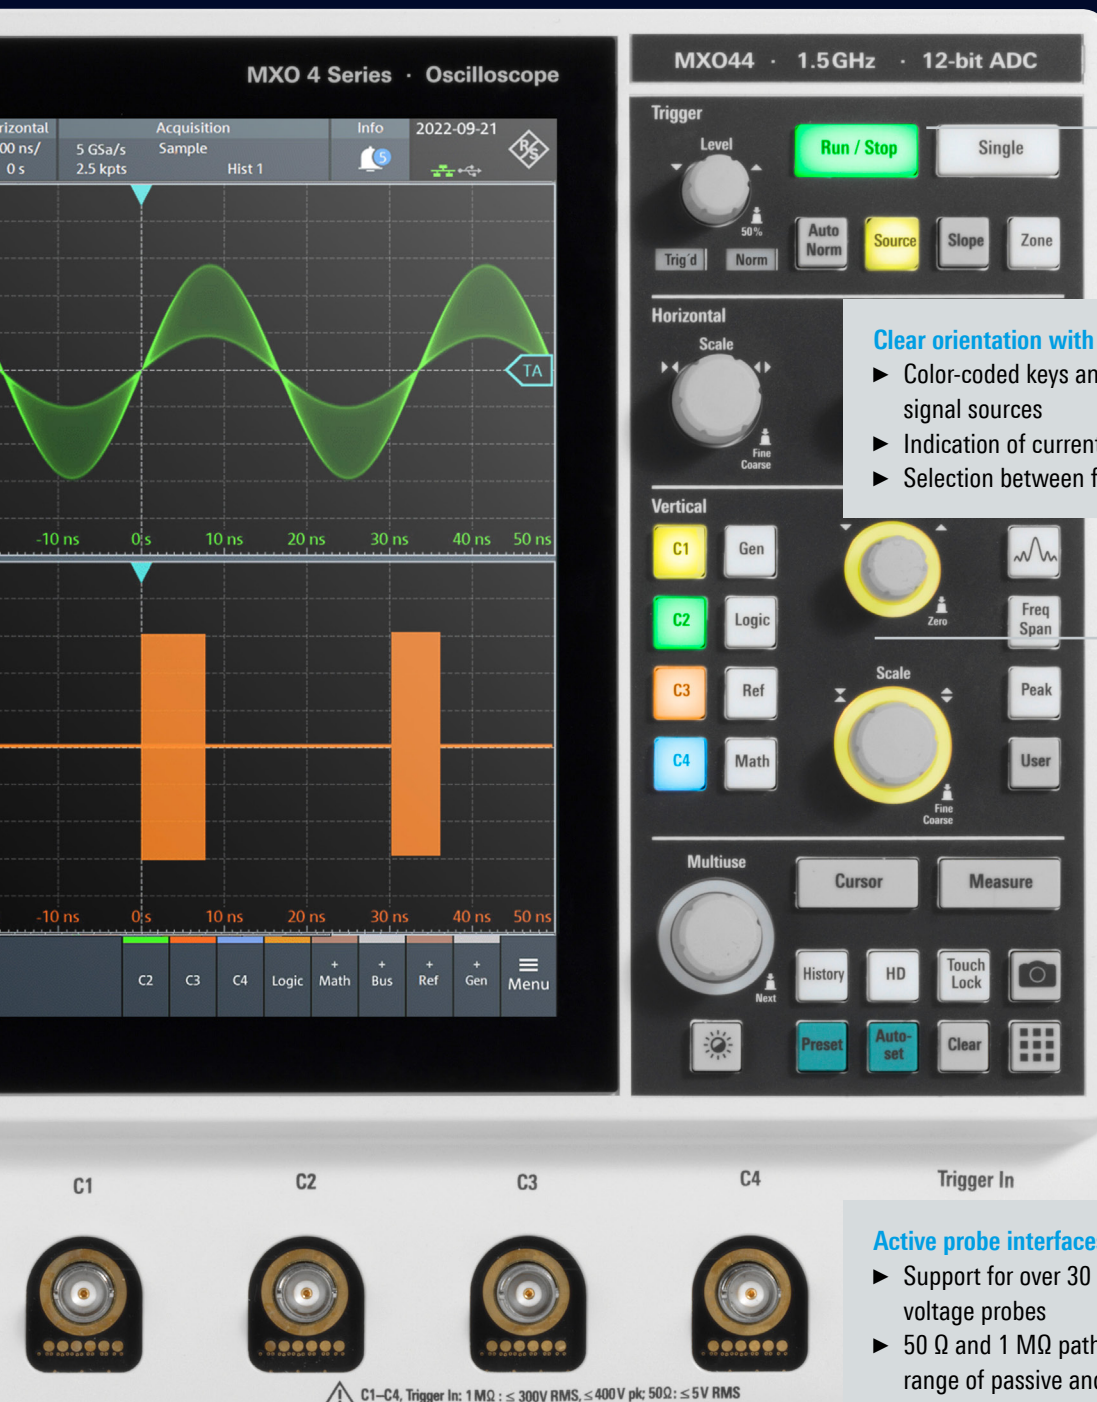 MXO 4 Series · Oscilloscope
MXO44 · 1.5 GHz · 12-bit ADC
Acquisition
Info
2022-09-21
5 GSa/s
Sample
2.5 kpts
Hist 1
0 s
5
R&S
TA
-10 ns
0 s
10 ns
20 ns
30 ns
40 ns
50 ns
-10 ns
0 s
10 ns
20 ns
30 ns
40 ns
50 ns
C2
C3
C4
Logic
+ Math
+ Bus
+ Ref
+ Gen
Menu
Trigger
Level
50%
Run / Stop
Single
Trig'd
Norm
Auto
Norm
Source
Slope
Zone
Horizontal
Scale
Fine
Coarse
Clear orientation with
► Color-coded keys an
signal sources
► Indication of current
► Selection between f
Vertical
C1
Gen
C2
Logic
C3
Ref
C4
Math
Zero
Scale
Fine
Coarse
Freq
Span
Peak
User
Multiuse
Next
Cursor
Measure
History
HD
Touch
Lock
Preset
Auto-
set
Clear
C1
C2
C3
C4
Trigger In
Active probe interface
► Support for over 30
voltage probes
► 50 Ω and 1 MΩ path
range of passive and
C1–C4, Trigger In: 1 MΩ : ≤ 300V RMS, ≤ 400 V pk; 50Ω: ≤ 5 V RMS